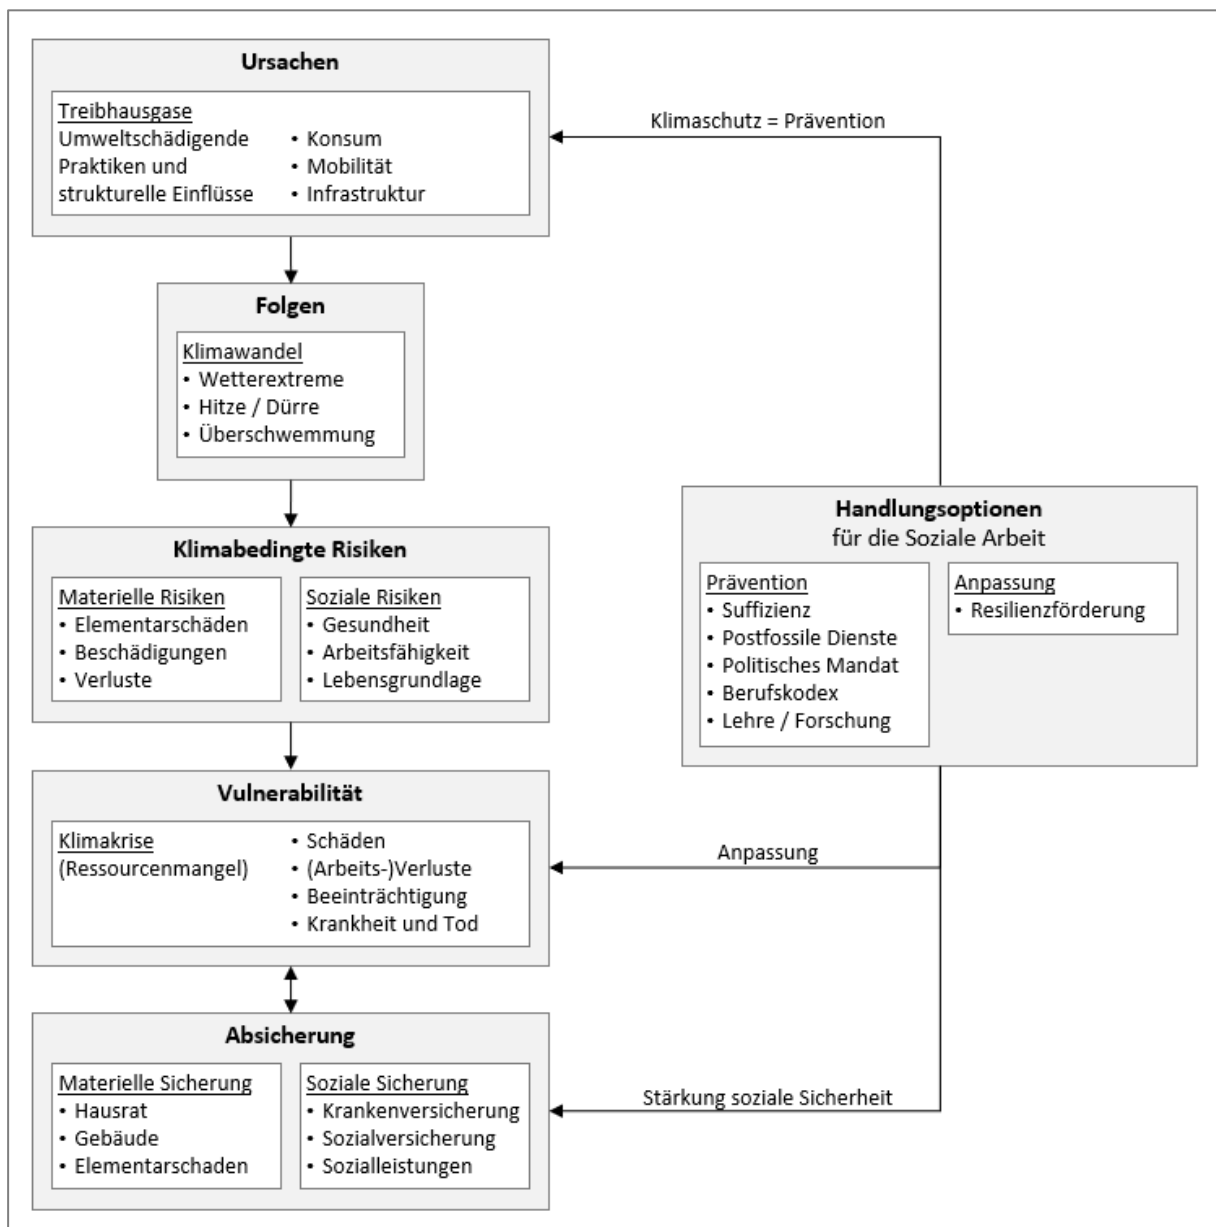 Ursachen
Treibhausgase
Umweltschädigende
Praktiken und
strukturelle Einflüsse
• Konsum
• Mobilität
• Infrastruktur
Klimaschutz = Prävention
Folgen
Klimawandel
• Wetterextreme
• Hitze / Dürre
• Überschwemmung
Handlungsoptionen
für die Soziale Arbeit
Prävention
• Suffizienz
• Postfossile Dienste
• Politisches Mandat
• Berufskodex
• Lehre / Forschung
Anpassung
• Resilienzförderung
Klimabedingte Risiken
Materielle Risiken
• Elementarschäden
• Beschädigungen
• Verluste
Soziale Risiken
• Gesundheit
• Arbeitsfähigkeit
• Lebensgrundlage
Vulnerabilität
Klimakrise
(Ressourcenmangel)
• Schäden
• (Arbeits-)Verluste
• Beeinträchtigung
• Krankheit und Tod
Anpassung
Absicherung
Materielle Sicherung
• Hausrat
• Gebäude
• Elementarschaden
Soziale Sicherung
• Krankenversicherung
• Sozialversicherung
• Sozialleistungen
Stärkung soziale Sicherheit